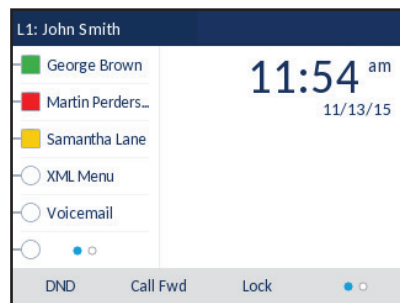 L1: John Smith
George Brown
Martin Perders...
Samantha Lane
XML Menu
Voicemail
11:54 am
11/13/15
DND Call Fwd Lock